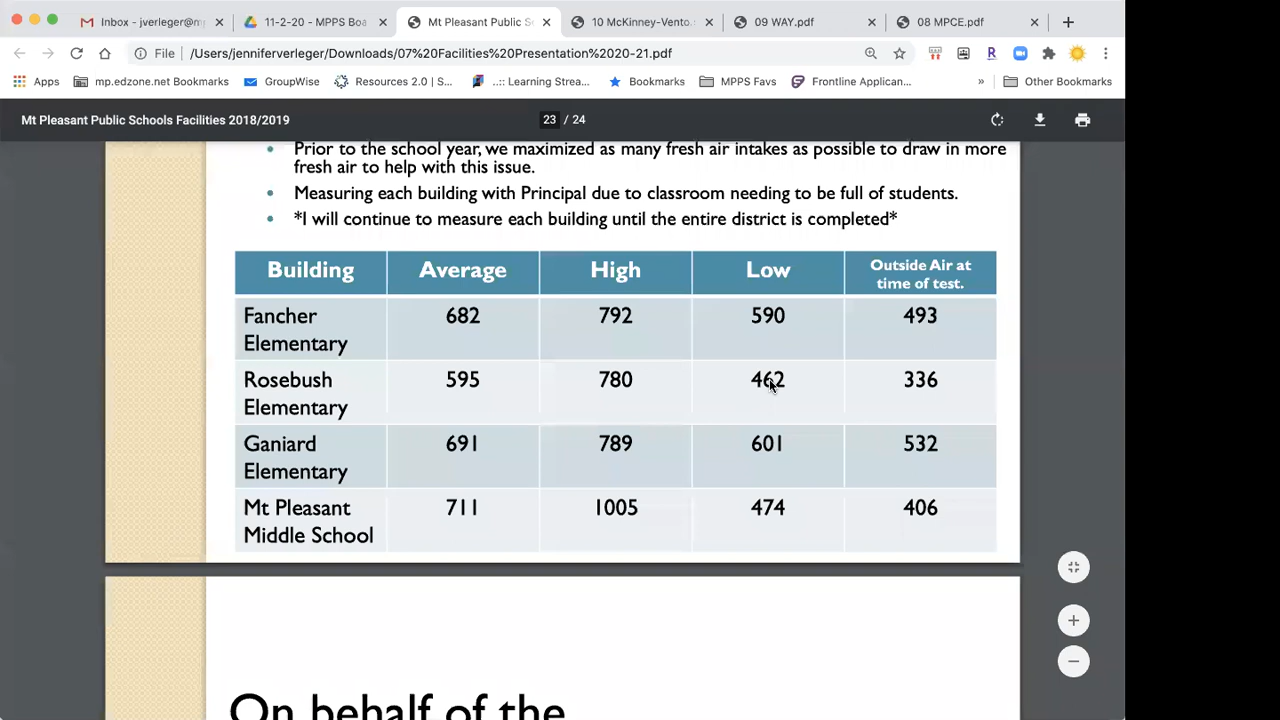 Inbox - jverleger@m
11-2-20 - MPPS Boa
Mt Pleasant Public S
10 McKinney-Vento.
09 WAY.pdf
08 MPCE.pdf
File
/Users/jenniferverleger/Downloads/07%20Facilities%20Presentation%2020-21.pdf
R
Apps
mp.edzone.net Bookmarks
GroupWise
Resources 2.0 | S...
..:: Learning Strea...
Bookmarks
MPPS Favs
Frontline Applican...
»
Other Bookmarks
Mt Pleasant Public Schools Facilities 2018/2019
23 / 24
• Prior to the school year, we maximized as many fresh air intakes as possible to draw in more
fresh air to help with this issue.
• Measuring each building with Principal due to classroom needing to be full of students.
• *I will continue to measure each building until the entire district is completed*
Building Average High Low Outside Air at
time of test.
Fancher 682 792 590 493
Elementary
Rosebush 595 780 462 336
Elementary
Ganiard 691 789 601 532
Elementary
Mt Pleasant 711 1005 474 406
Middle School
On behalf of the